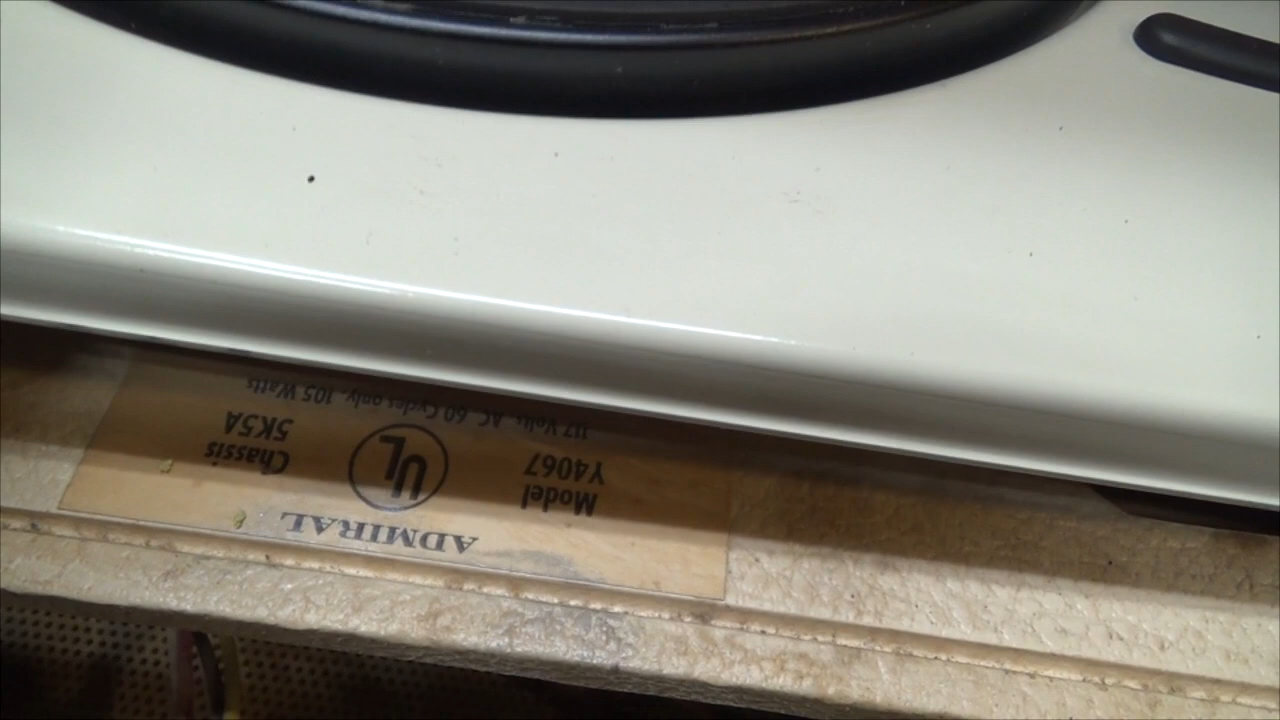 ADMIRAL
Model
Y4067
UL
Chassis
5K5A
117 Volts, AC, 60 Cycles only, 105 Watts